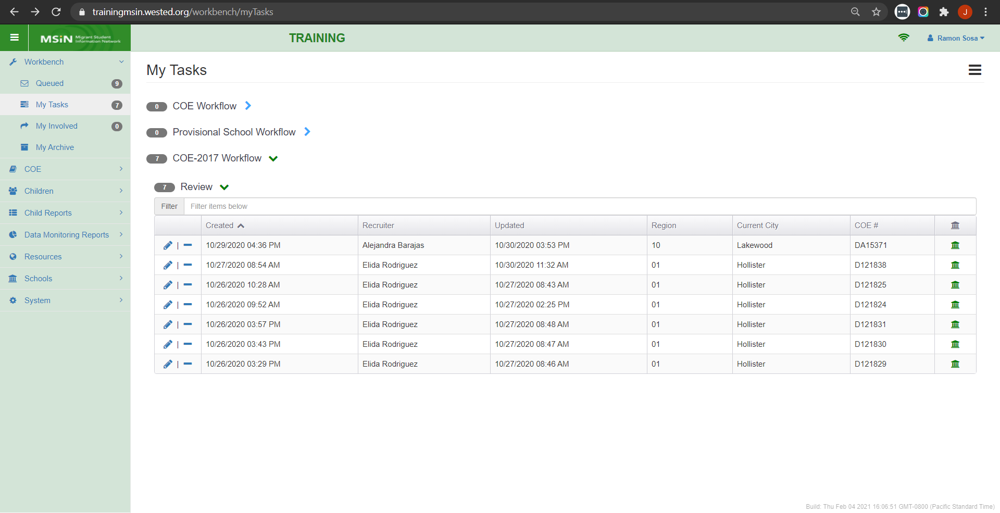 trainingmsin.wested.org/workbench/myTasks
J
MSiN Migrant Student Information Network
TRAINING
Ramon Sosa
Workbench
Queued 9
My Tasks 7
My Involved 0
My Archive
COE
Children
Child Reports
Data Monitoring Reports
Resources
Schools
System
My Tasks
0 COE Workflow
0 Provisional School Workflow
7 COE-2017 Workflow
7 Review
Filter Filter items below
Created Recruiter Updated Region Current City COE #
| 10/29/2020 04:36 PM Alejandra Barajas 10/30/2020 03:53 PM 10 Lakewood DA15371
| 10/27/2020 08:54 AM Elida Rodriguez 10/30/2020 11:32 AM 01 Hollister D121838
| 10/26/2020 10:28 AM Elida Rodriguez 10/27/2020 08:43 AM 01 Hollister D121825
| 10/26/2020 09:52 AM Elida Rodriguez 10/27/2020 02:25 PM 01 Hollister D121824
| 10/26/2020 03:57 PM Elida Rodriguez 10/27/2020 08:48 AM 01 Hollister D121831
| 10/26/2020 03:43 PM Elida Rodriguez 10/27/2020 08:47 AM 01 Hollister D121830
| 10/26/2020 03:29 PM Elida Rodriguez 10/27/2020 08:46 AM 01 Hollister D121829
Build: Thu Feb 04 2021 16:06:51 GMT-0800 (Pacific Standard Time)